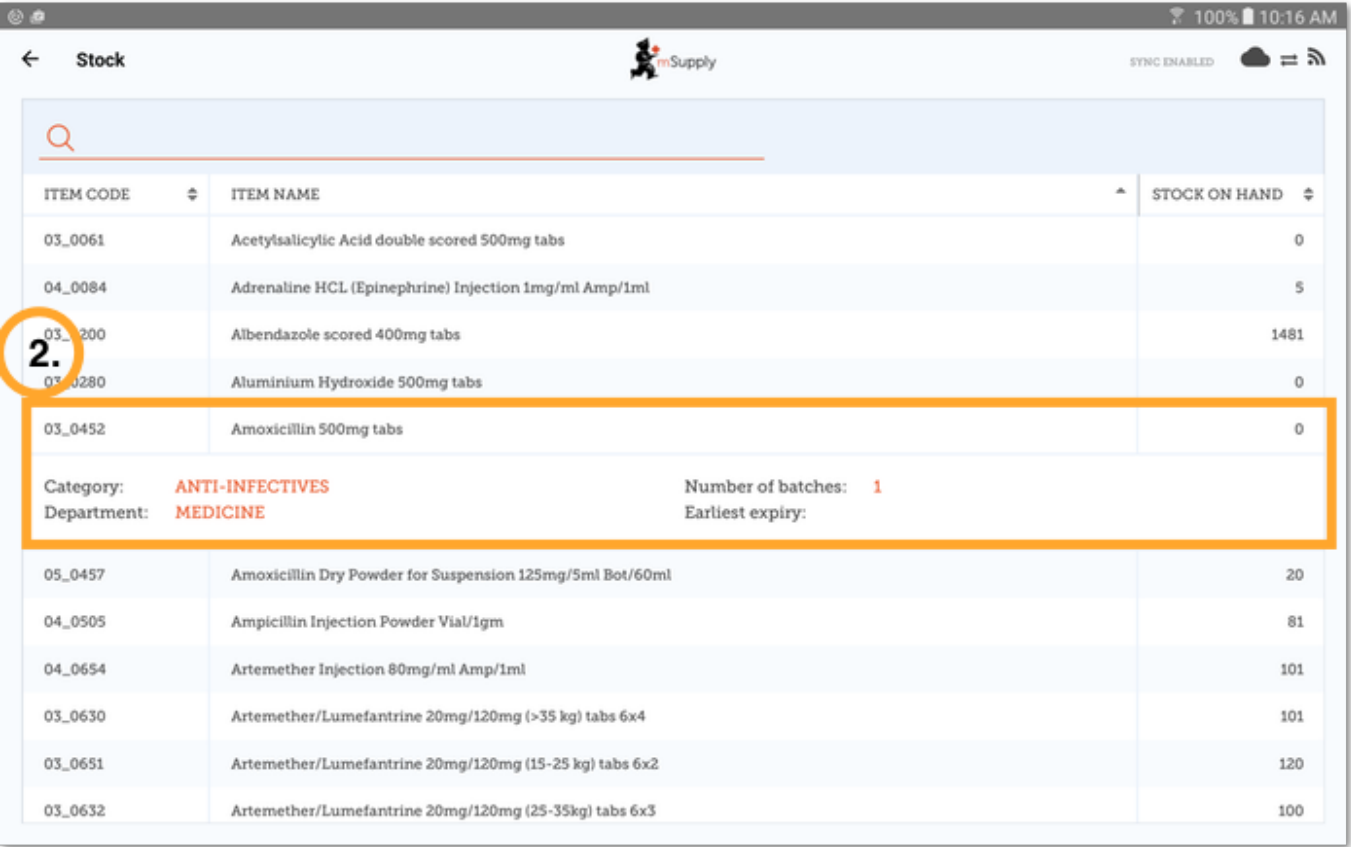 100% 10:16 AM
Stock
mSupply
SYNC ENABLED
ITEM CODE ITEM NAME STOCK ON HAND
03_0061 Acetylsalicylic Acid double scored 500mg tabs 0
04_0084 Adrenaline HCL (Epinephrine) Injection 1mg/ml Amp/1ml 5
03_ 200 Albendazole scored 400mg tabs 1481
2.
03_0280 Aluminium Hydroxide 500mg tabs 0
03_0452 Amoxicillin 500mg tabs 0
Category: ANTI-INFECTIVES Number of batches: 1
Department: MEDICINE Earliest expiry:
05_0457 Amoxicillin Dry Powder for Suspension 125mg/5ml Bot/60ml 20
04_0505 Ampicillin Injection Powder Vial/1gm 81
04_0654 Artemether Injection 80mg/ml Amp/1ml 101
03_0630 Artemether/Lumefantrine 20mg/120mg (>35 kg) tabs 6x4 101
03_0651 Artemether/Lumefantrine 20mg/120mg (15-25 kg) tabs 6x2 120
03_0632 Artemether/Lumefantrine 20mg/120mg (25-35kg) tabs 6x3 100